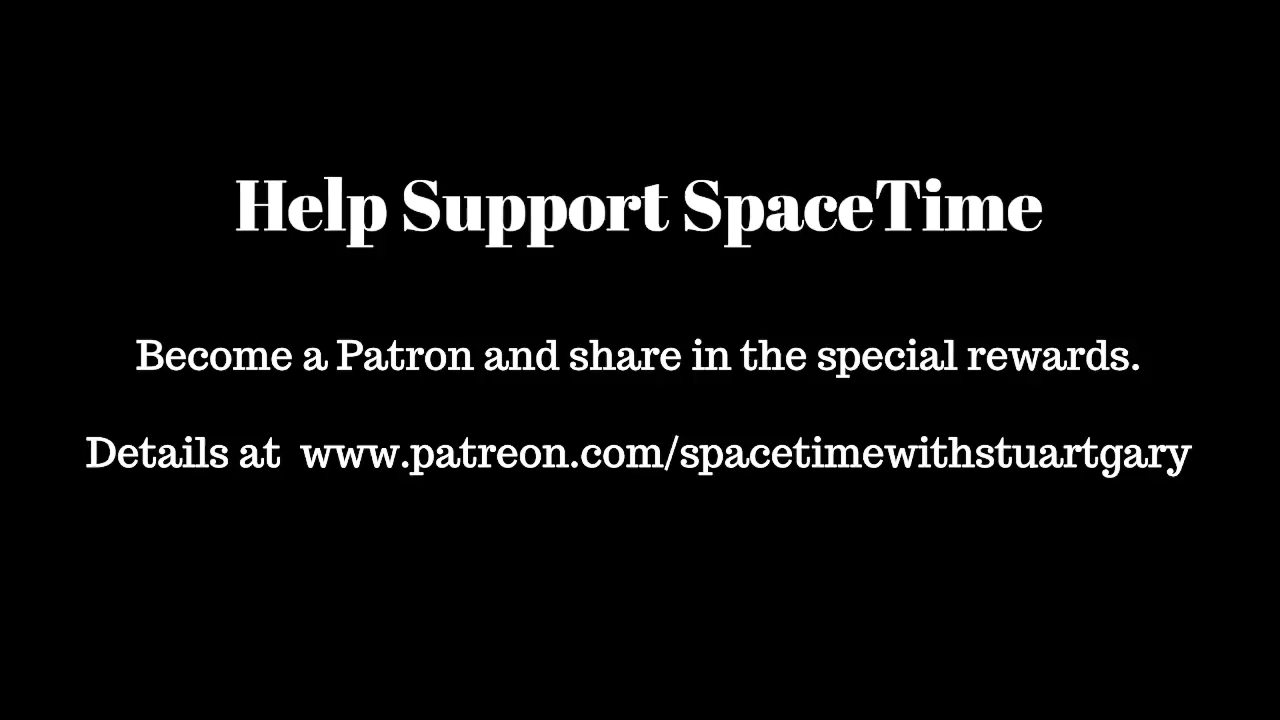 Help Support SpaceTime
Become a Patron and share in the special rewards.
Details at www.patreon.com/spacetimewithstuartgary